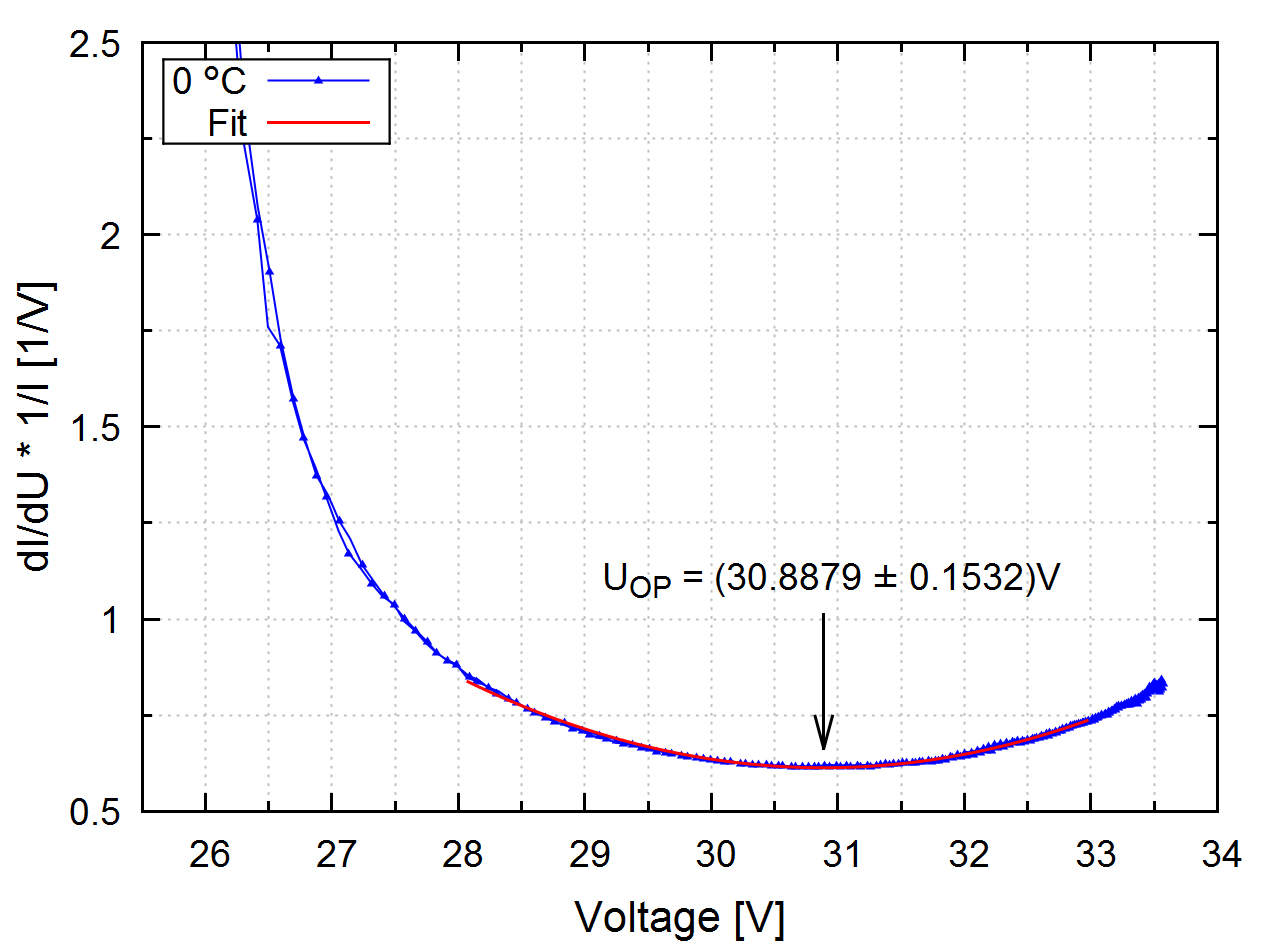 2.5
2
1.5
1
0.5
dI/dU * 1/I [1/V]
0 °C
Fit
U_OP = (30.8879 ± 0.1532)V
26 27 28 29 30 31 32 33 34
Voltage [V]